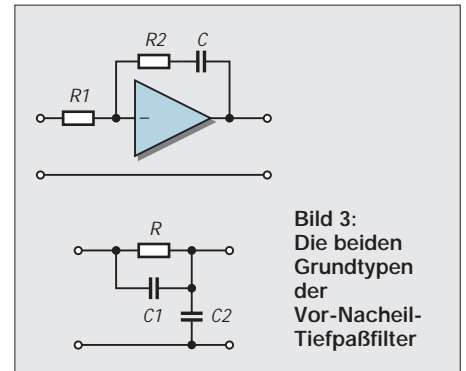 R2 C
R1
−
R
C1 C2
Bild 3:
Die beiden
Grundtypen
der
Vor-Nacheil-
Tiefpaßfilter